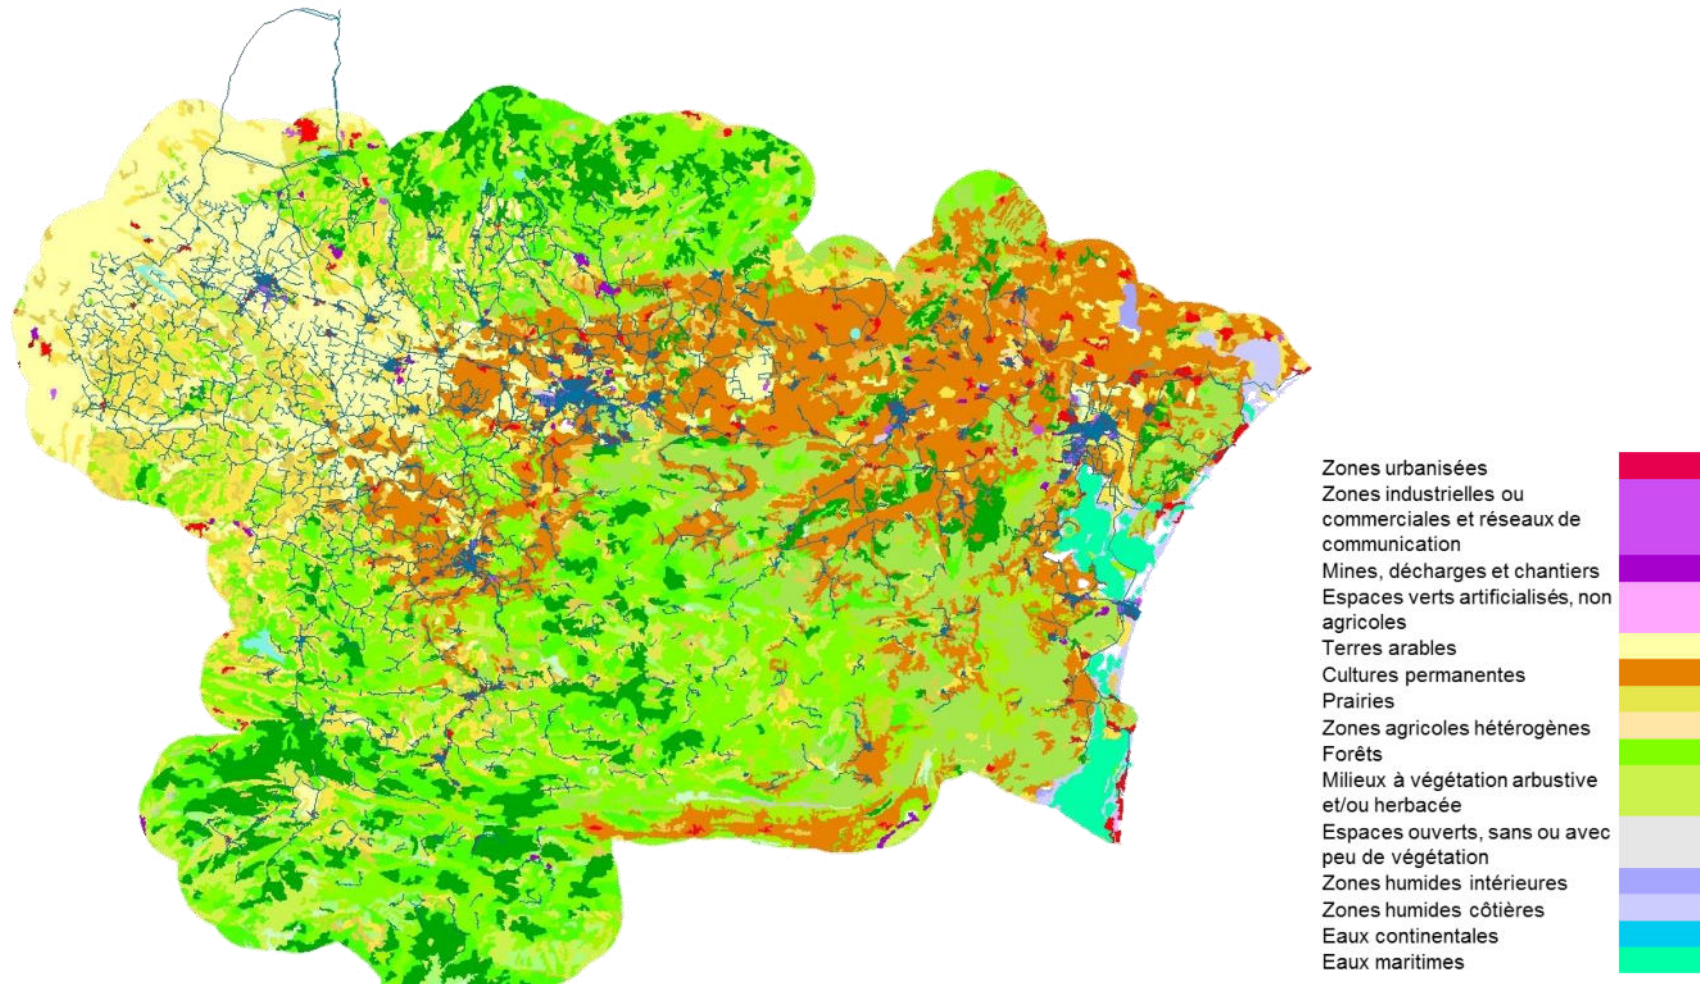 Zones urbanisées
Zones industrielles ou
commerciales et réseaux de
communication
Mines, décharges et chantiers
Espaces verts artificialisés, non
agricoles
Terres arables
Cultures permanentes
Prairies
Zones agricoles hétérogènes
Forêts
Milieux à végétation arbustive
et/ou herbacée
Espaces ouverts, sans ou avec
peu de végétation
Zones humides intérieures
Zones humides côtières
Eaux continentales
Eaux maritimes